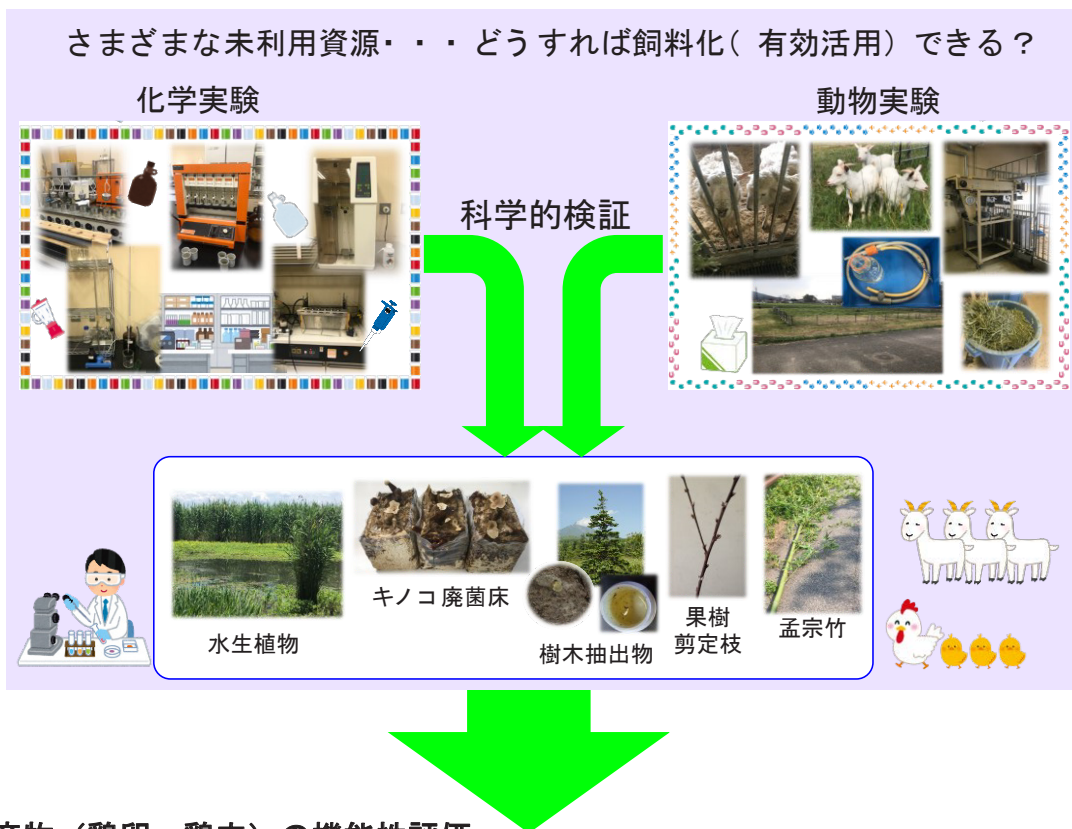 さまざまな未利用資源・・・どうすれば飼料化(有効活用)できる?
化学実験
動物実験
科学的検証
水生植物
キノコ廃菌床
樹木抽出物
果樹
剪定枝
孟宗竹